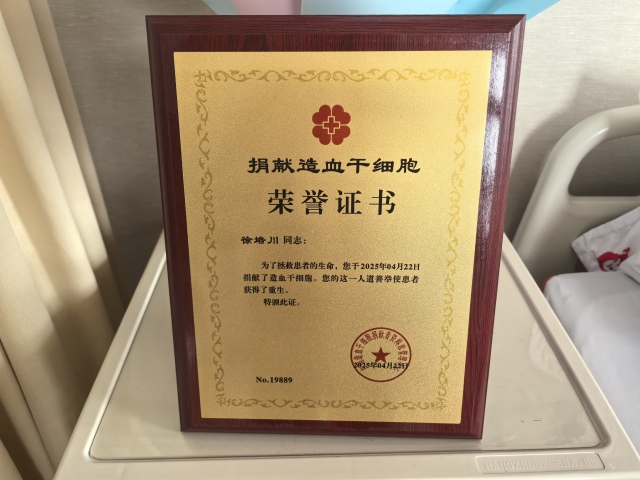 捐献造血干细胞
荣誉证书
徐培川 同志：
为了拯救患者的生命，您于2025年04月22日
捐献了造血干细胞。您的这一人道善举使患者
获得了重生。
特颁此证。
2025年04月22日
No.19889